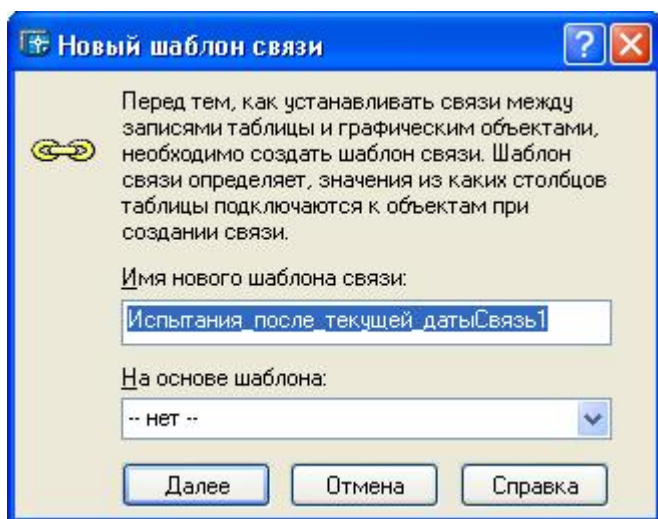 Новый шаблон связи
Перед тем, как устанавливать связи между
записями таблицы и графическим объектами,
необходимо создать шаблон связи. Шаблон
связи определяет, значения из каких столбцов
таблицы подключаются к объектам при
создании связи.
Имя нового шаблона связи:
Испытания_после_текущей_датыСвязь1
На основе шаблона:
-- нет --
Далее Отмена Справка